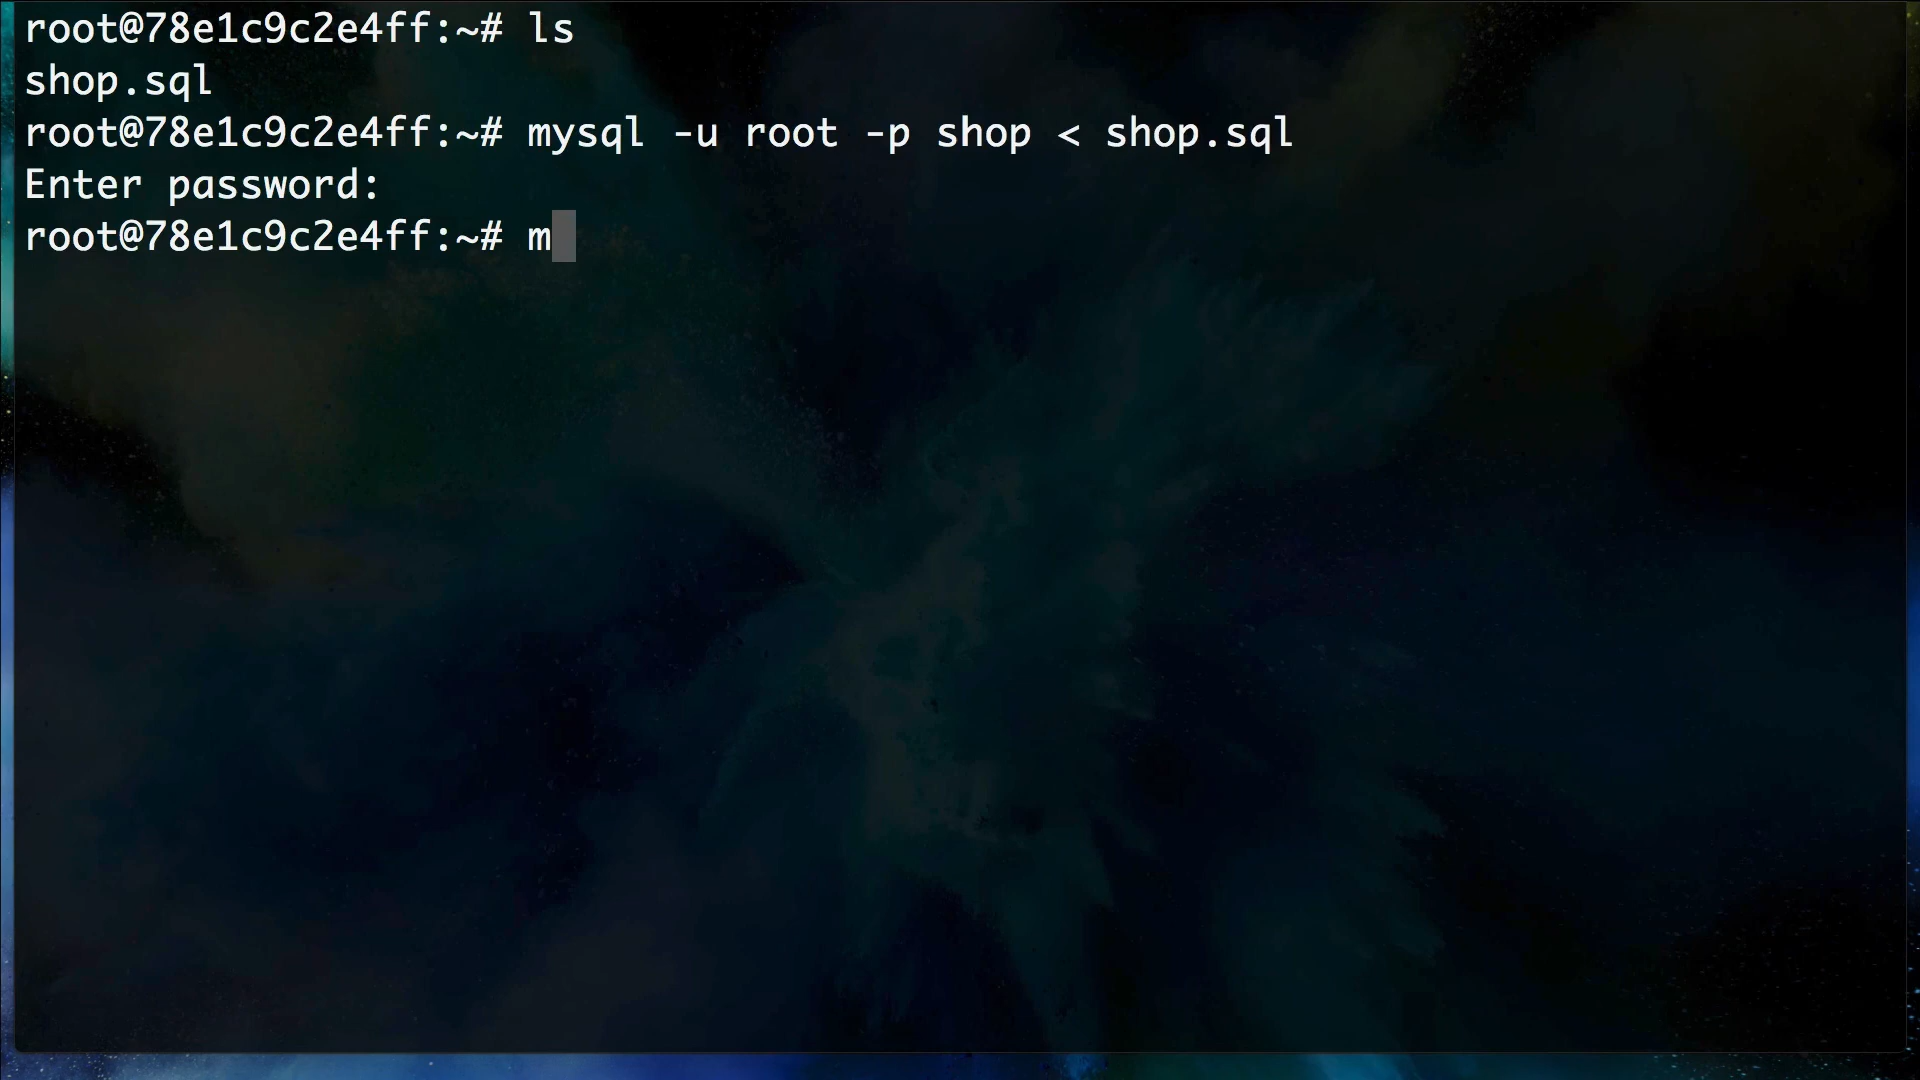 root@78e1c9c2e4ff:~# ls
shop.sql
root@78e1c9c2e4ff:~# mysql -u root -p shop < shop.sql
Enter password:
root@78e1c9c2e4ff:~# m